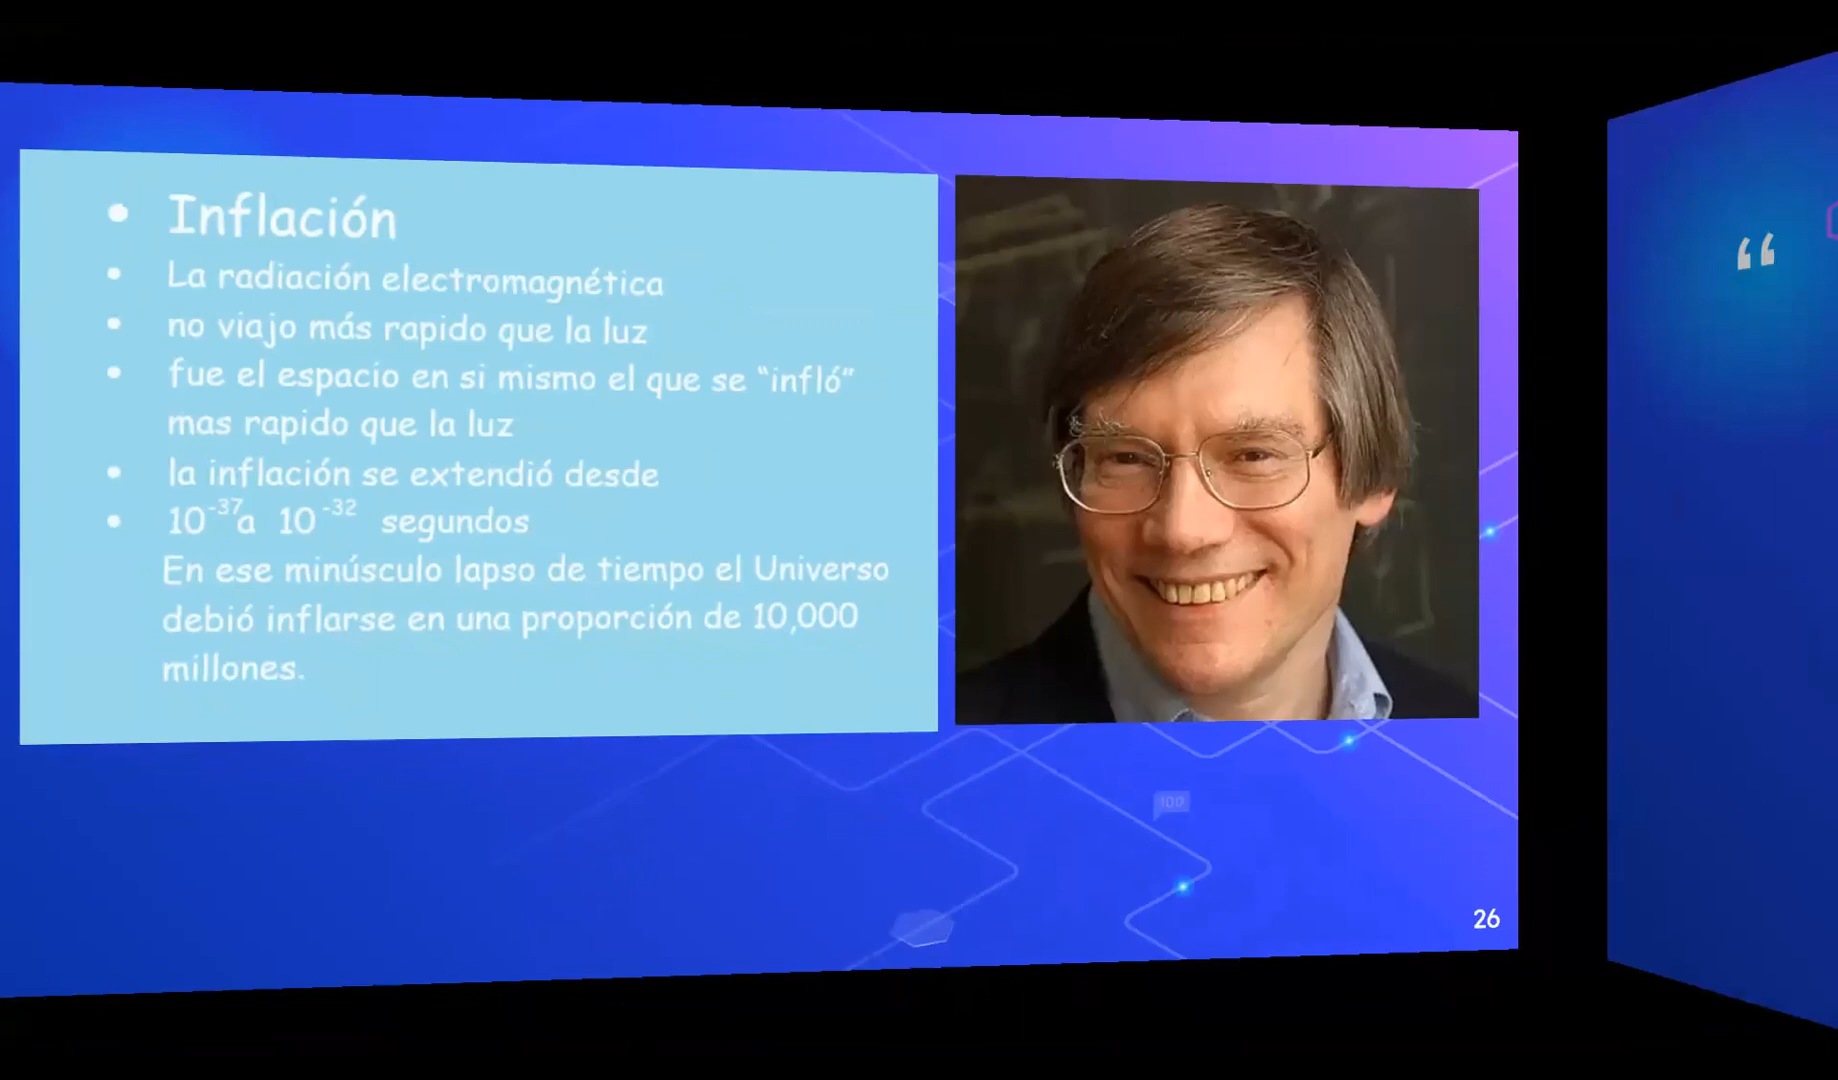 Inflación
La radiación electromagnética
no viajo más rapido que la luz
fue el espacio en si mismo el que se “infló”
mas rapido que la luz
la inflación se extendió desde
10⁻³⁷a 10⁻³² segundos
En ese minúsculo lapso de tiempo el Universo
debió inflarse en una proporción de 10,000
millones.
100
26
“